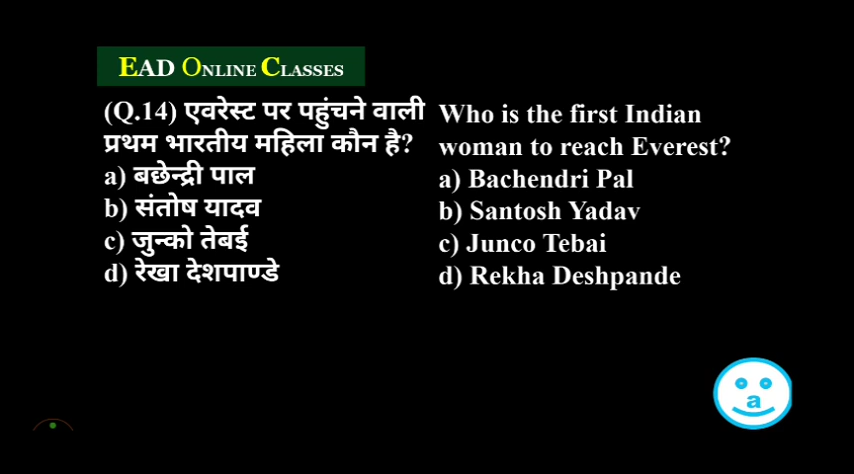 EAD ONLINE CLASSES
(Q.14) एवरेस्ट पर पहुंचने वाली
प्रथम भारतीय महिला कौन है?
a) बछेन्द्री पाल
b) संतोष यादव
c) जुन्को तेबई
d) रेखा देशपाण्डे
Who is the first Indian
woman to reach Everest?
a) Bachendri Pal
b) Santosh Yadav
c) Junco Tebai
d) Rekha Deshpande
a